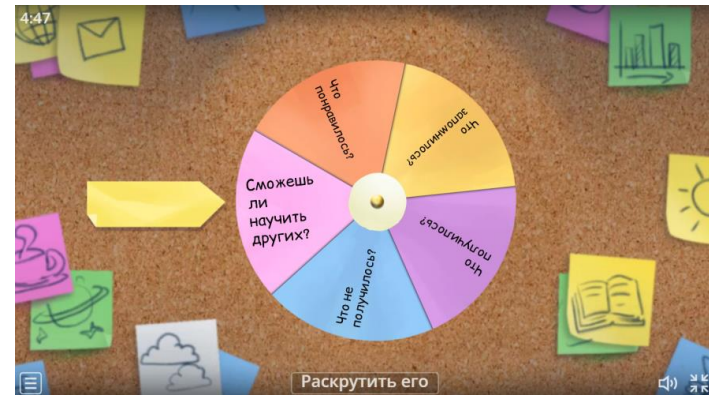 4:47
Что
понравилось?
Что
запомнилось?
Сможешь
ли
научить
других?
Что
получилось?
Что не
получилось?
Раскрутить его